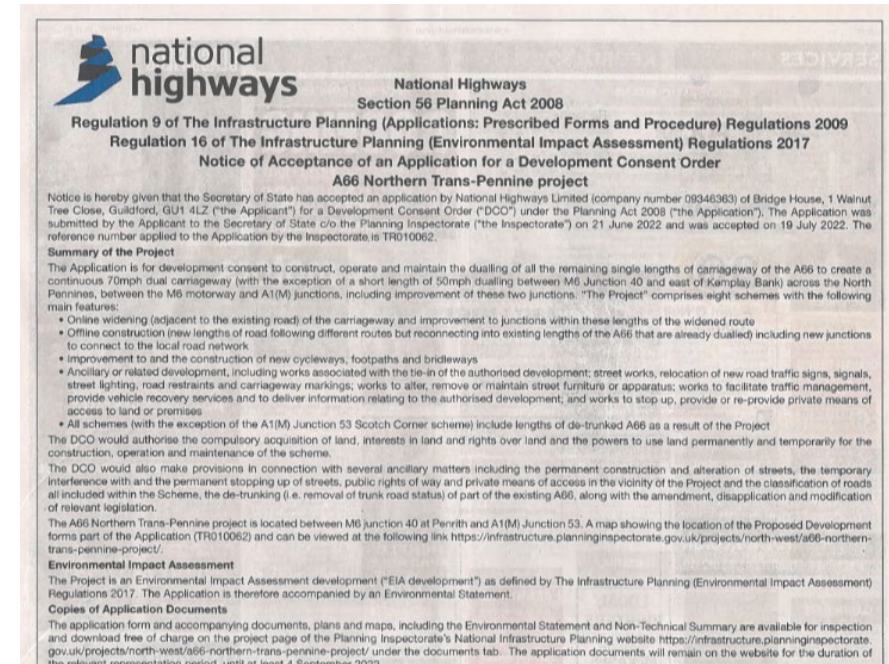 national
highways
National Highways
Section 56 Planning Act 2008
Regulation 9 of The Infrastructure Planning (Applications: Prescribed Forms and Procedure) Regulations 2009
Regulation 16 of The Infrastructure Planning (Environmental Impact Assessment) Regulations 2017
Notice of Acceptance of an Application for a Development Consent Order
A66 Northern Trans-Pennine project
Notice is hereby given that the Secretary of State has accepted an application by National Highways Limited (company number 09346363) of Bridge House, 1 Walnut
Tree Close, Guildford, GU1 4LZ ("the Applicant") for a Development Consent Order ("DCO") under the Planning Act 2008 ("the Application"). The Application was
submitted by the Applicant to the Secretary of State c/o the Planning Inspectorate ("the Inspectorate") on 21 June 2022 and was accepted on 19 July 2022. The
reference number applied to the Application by the Inspectorate is TR010062.
Summary of the Project
The Application is for development consent to construct, operate and maintain the dualling of all the remaining single lengths of carriageway of the A66 to create a
continuous 70mph dual carriageway (with the exception of a short length of 50mph dualling between M6 Junction 40 and east of Kemplay Bank) across the North
Pennines, between the M6 motorway and A1(M) junctions, including improvement of these two junctions. "The Project" comprises eight schemes with the following
main features:
• Online widening (adjacent to the existing road) of the carriageway and improvement to junctions within these lengths of the widened route
• Offline construction (new lengths of road following different routes but reconnecting into existing lengths of the A66 that are already dualled) including new junctions
to connect to the local road network
• Improvement to and the construction of new cycleways, footpaths and bridleways
• Ancillary or related development, including works associated with the tie-in of the authorised development; street works, relocation of new road traffic signs, signals,
street lighting, road restraints and carriageway markings; works to alter, remove or maintain street furniture or apparatus; works to facilitate traffic management,
provide vehicle recovery services and to deliver information relating to the authorised development; and works to stop up, provide or re-provide private means of
access to land or premises
• All schemes (with the exception of the A1(M) Junction 53 Scotch Corner scheme) include lengths of de-trunked A66 as a result of the Project
The DCO would authorise the compulsory acquisition of land, interests in land and rights over land and the powers to use land permanently and temporarily for the
construction, operation and maintenance of the scheme.
The DCO would also make provisions in connection with several ancillary matters including the permanent construction and alteration of streets, the temporary
interference with and the permanent stopping up of streets, public rights of way and private means of access in the vicinity of the Project and the classification of roads
all included within the Scheme, the de-trunking (i.e. removal of trunk road status) of part of the existing A66, along with the amendment, disapplication and modification
of relevant legislation.
The A66 Northern Trans-Pennine project is located between M6 junction 40 at Penrith and A1(M) Junction 53. A map showing the location of the Proposed Development
forms part of the Application (TR010062) and can be viewed at the following link https://infrastructure.planninginspectorate.gov.uk/projects/north-west/a66-northern-
trans-pennine-project/.
Environmental Impact Assessment
The Project is an Environmental Impact Assessment development ("EIA development") as defined by The Infrastructure Planning (Environmental Impact Assessment)
Regulations 2017. The Application is therefore accompanied by an Environmental Statement.
Copies of Application Documents
The application form and accompanying documents, plans and maps, including the Environmental Statement and Non-Technical Summary are available for inspection
and download free of charge on the project page of the Planning Inspectorate's National Infrastructure Planning website https://infrastructure.planninginspectorate.
gov.uk/projects/north-west/a66-northern-trans-pennine-project/ under the documents tab. The application documents will remain on the website for the duration of
the relevant representation period, until at least 4 September 2022.